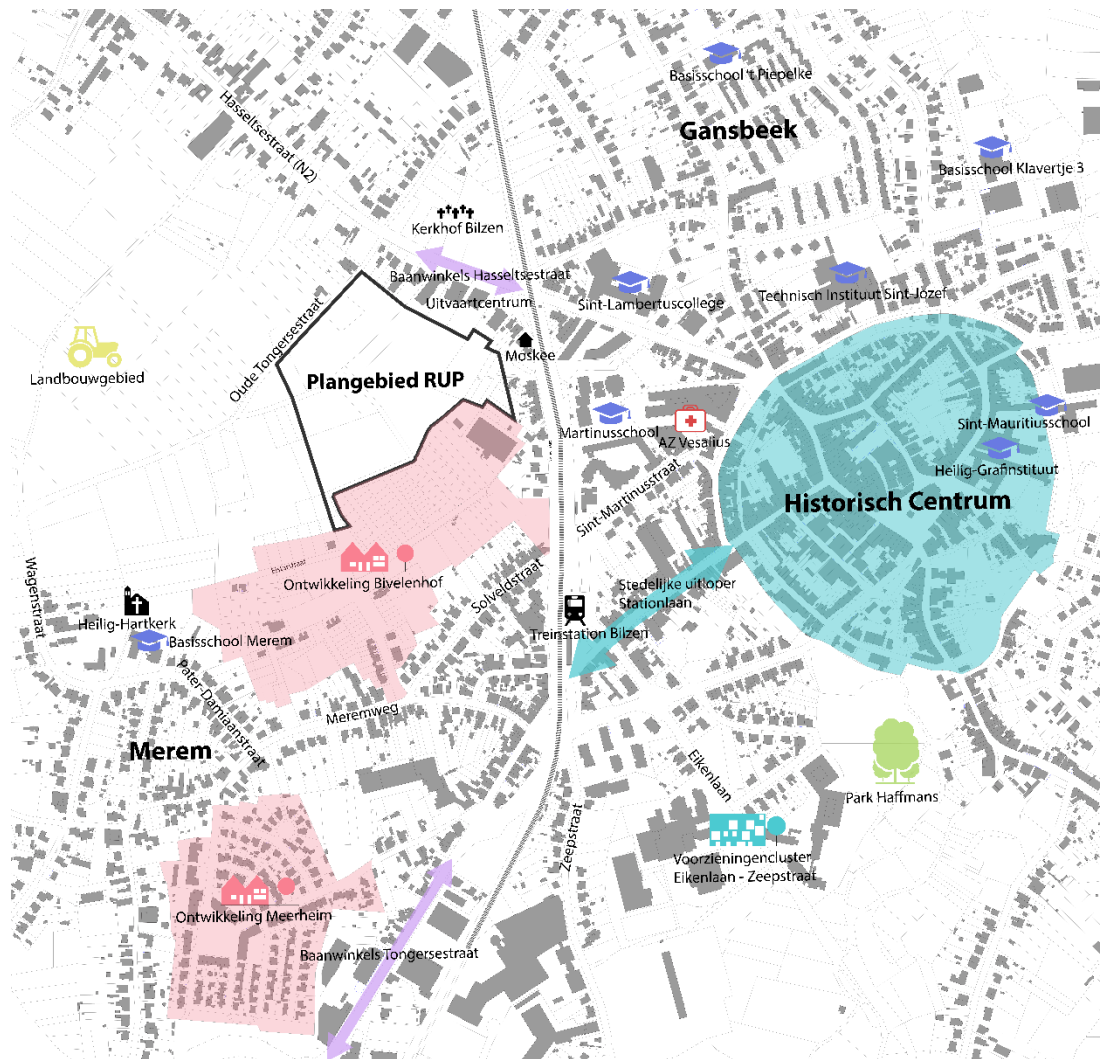 Basisschool 't Piepelke
Gansbeek
Hasseltsestraat (N2)
Basisschool Klavertje 3
Kerkhof Bilzen
Baanwinkels Hasseltsestraat
Uitvaartcentrum
Sint-Lambertuscollege
Technisch Instituut Sint-Jozef
Oude Tongersestraat
Moskee
Landbouwgebied
Plangebied RUP
Martinusschool
AZ Vesalius
Sint-Mauritiusschool
Heilig-Grafinstituut
Sint-Martinusstraat
Historisch Centrum
Wagenstraat
Ontwikkeling Bivelenhof
Solveldstraat
Stedelijke uitloper
Stationlaan
Heilig-Hartkerk
Treinstation Bilzen
Basisschool Merem
Pater-Damiaanstraat
Meremweg
Merem
Eikenlaan
Park Haffmans
Zeepstraat
Voorzieningencluster
Eikenlaan - Zeepstraat
Ontwikkeling Meerheim
Baanwinkels Tongersestraat